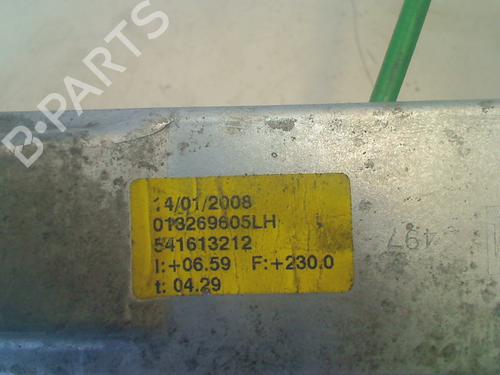 B-PARTS
14/01/2008
013269605LH
541613212
I:+06.59 F:+230.0
t: 04.29
497